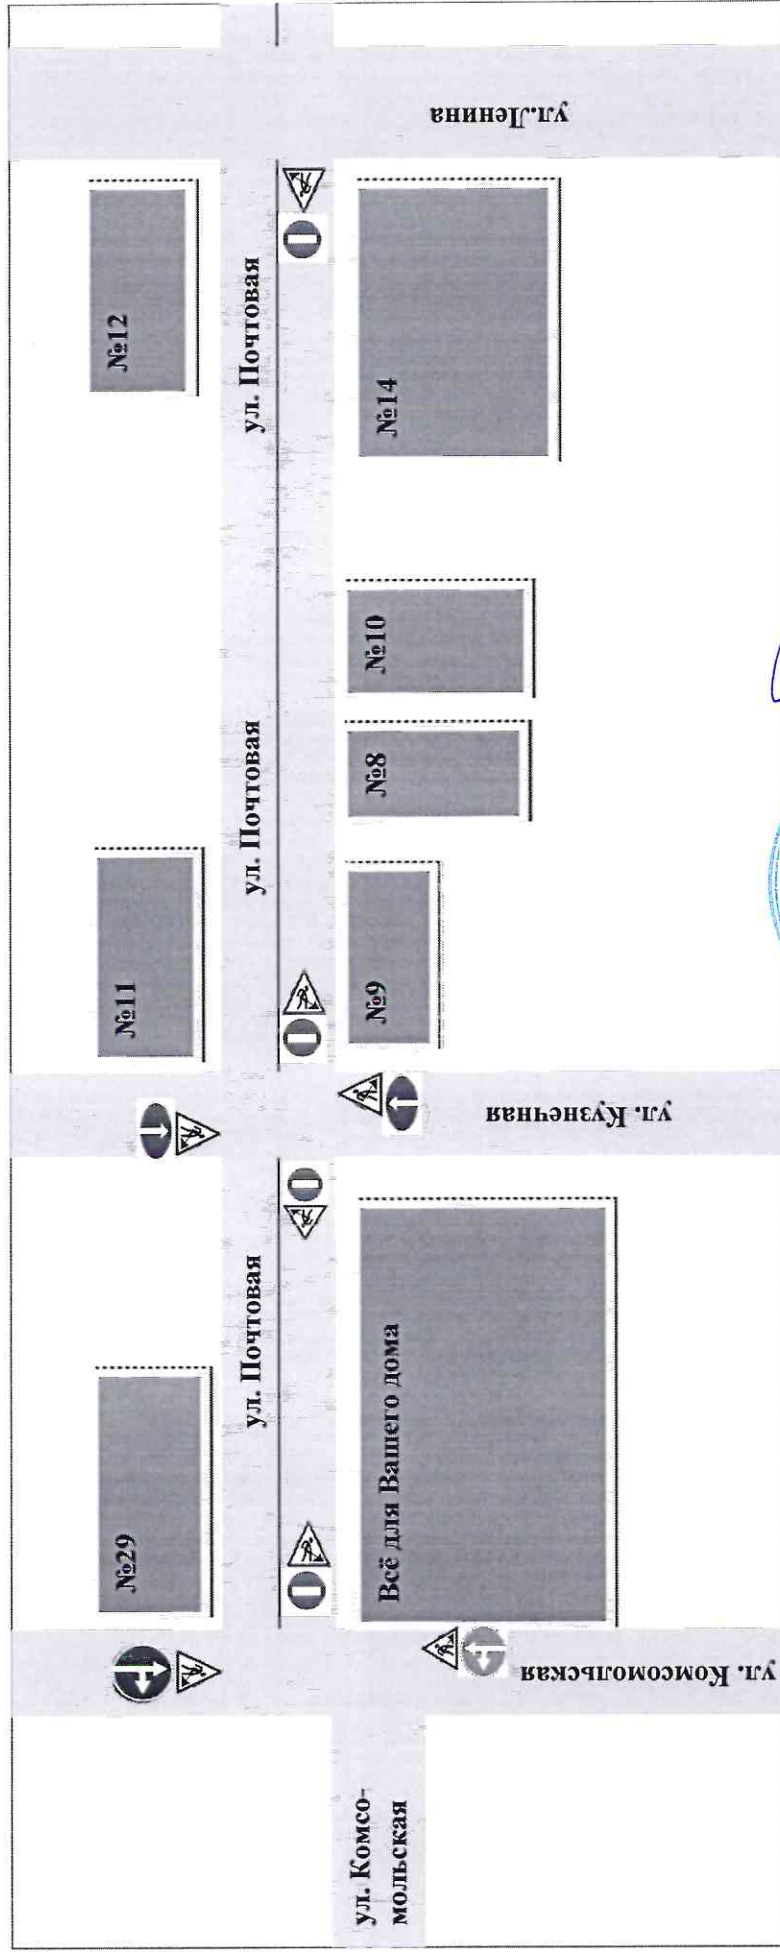 №29
№11
№12
ул. Почтовая
ул. Почтовая
ул. Почтовая
ул. Комсо-
мольская
Всё для Вашего дома
№9
№8
№10
№14
ул. Комсомольская
ул. Кузнечная
ул.Ленина